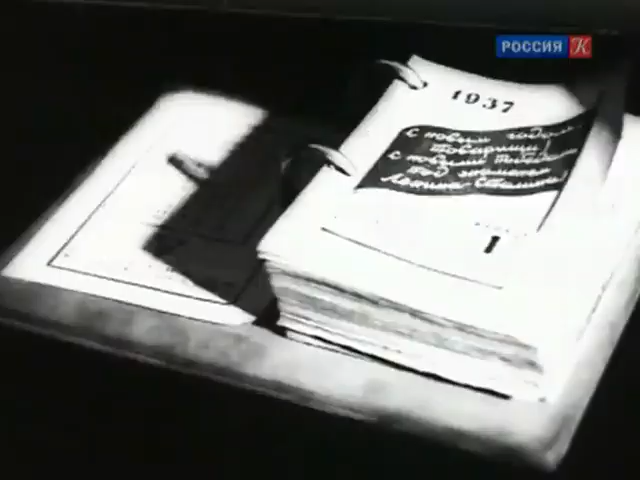 РОССИЯ К
1937
С новым годом,
товарищи!
С новыми победами
под знаменем
Ленина-Сталина!
1